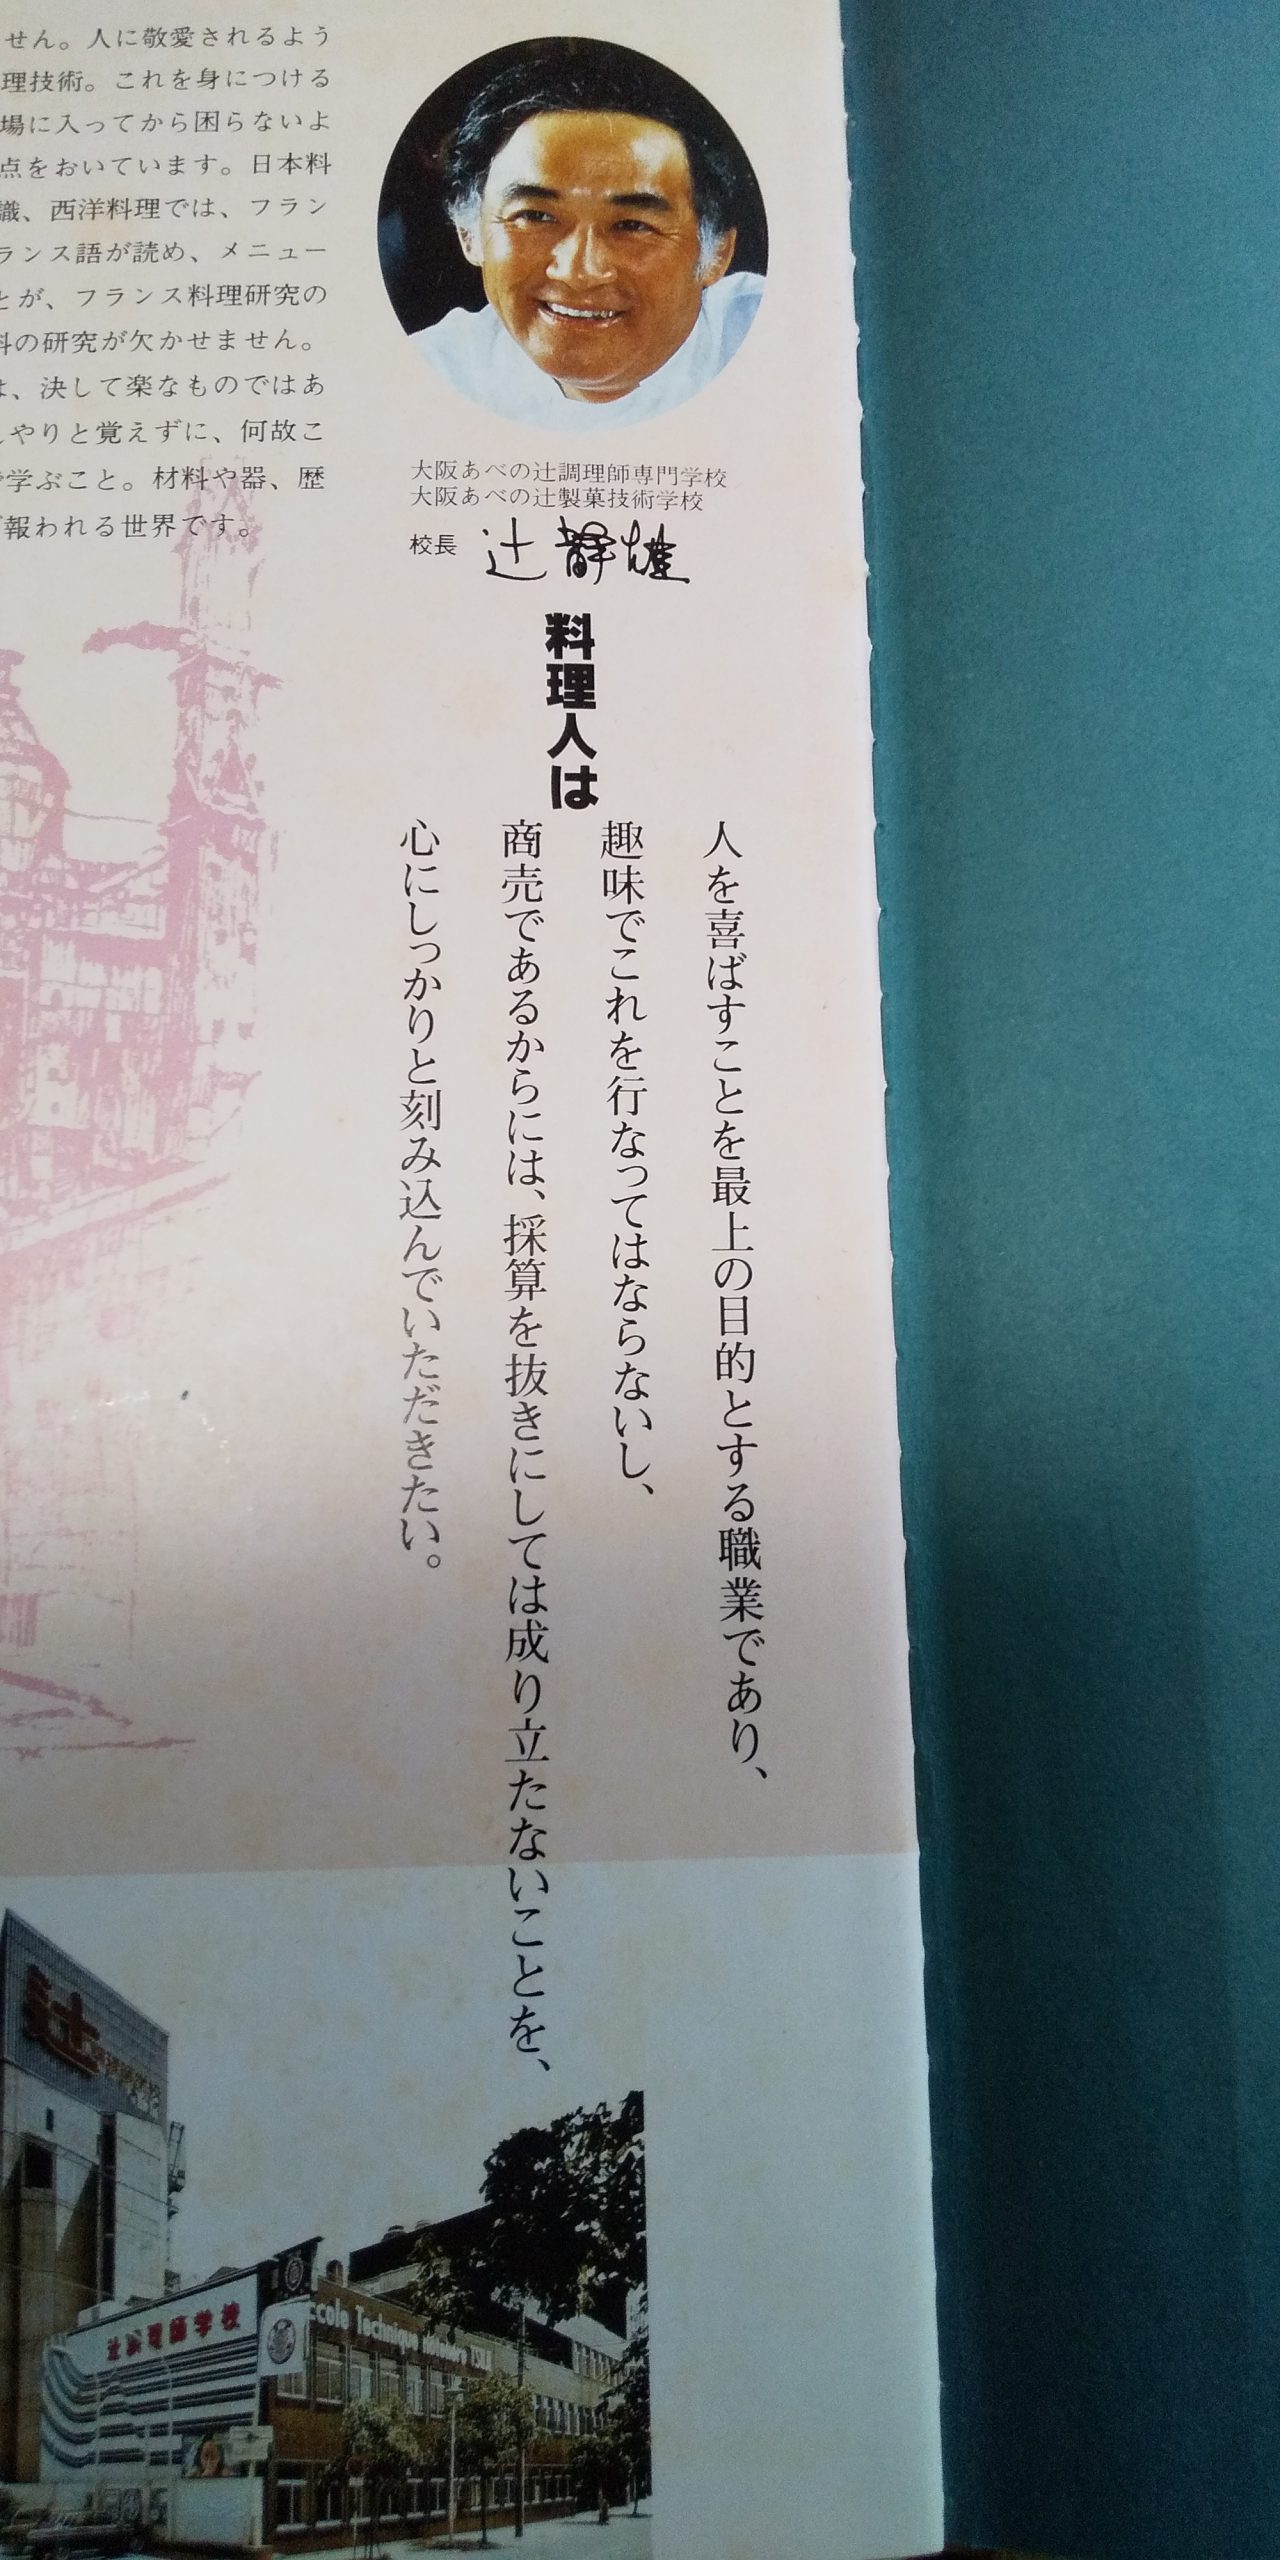 せん。人に敬愛されるよう
理技術。これを身につける
場に入ってから困らないよ
点をおいています。日本料
識、西洋料理では、フラン
ランス語が読め、メニュー
とが、フランス料理研究の
料の研究が欠かせません。
は、決して楽なものではあ
やりと覚えずに、何故こ
学ぶこと。材料や器、歴
報われる世界です。
大阪あべの辻調理師専門学校
大阪あべの辻製菓技術学校
校長 辻静雄
料理人は
人を喜ばすことを最上の目的とする職業であり、
趣味でこれを行なってはならないし、
商売であるからには、採算を抜きにしては成り立たないことを、
心にしっかりと刻み込んでいただきたい。
辻
辻調理師学校
Ecole Technique